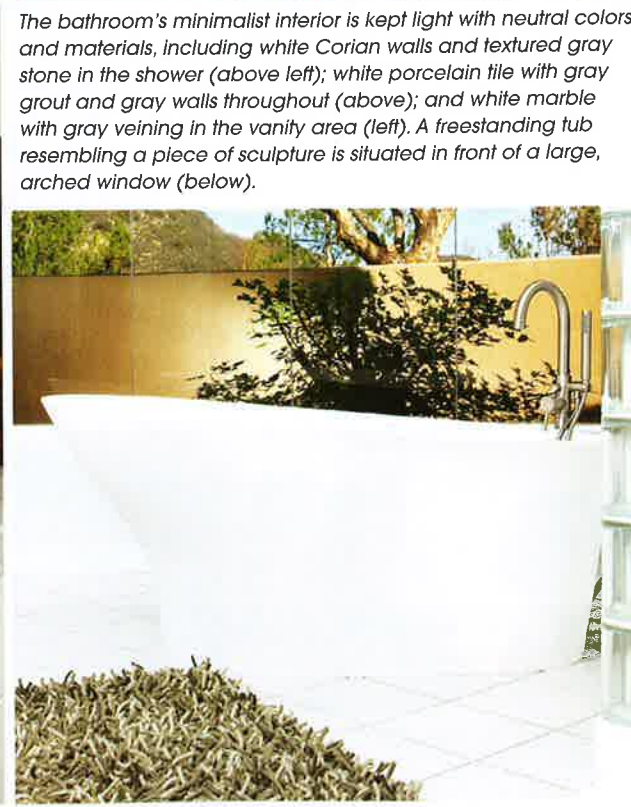 The bathroom's minimalist interior is kept light with neutral colors
and materials, including white Corian walls and textured gray
stone in the shower (above left); white porcelain tile with gray
grout and gray walls throughout (above); and white marble
with gray veining in the vanity area (left). A freestanding tub
resembling a piece of sculpture is situated in front of a large,
arched window (below).